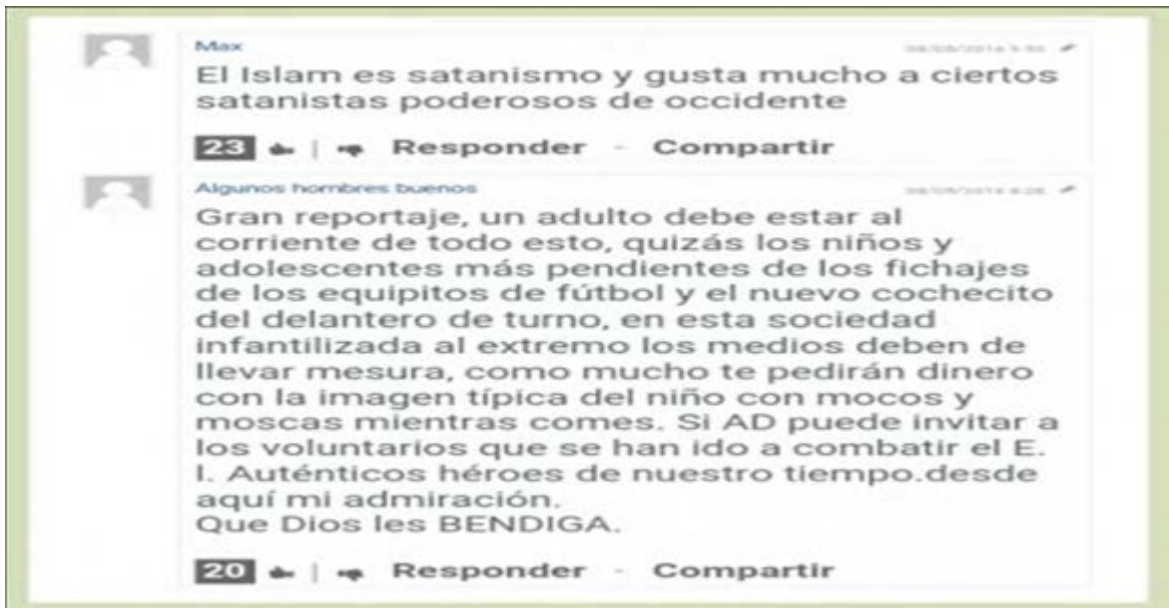 Max
El Islam es satanismo y gusta mucho a ciertos
satanistas poderosos de occidente
23 | Responder - Compartir
Algunos hombres buenos
Gran reportaje, un adulto debe estar al
corriente de todo esto, quizás los niños y
adolescentes más pendientes de los fichajes
de los equipitos de fútbol y el nuevo cochecito
del delantero de turno, en esta sociedad
infantilizada al extremo los medios deben de
llevar mesura, como mucho te pedirán dinero
con la imagen típica del niño con mocos y
moscas mientras comes. Si AD puede invitar a
los voluntarios que se han ido a combatir el E.
I. Auténticos héroes de nuestro tiempo.desde
aquí mi admiración.
Que Dios les BENDIGA.
20 | Responder - Compartir